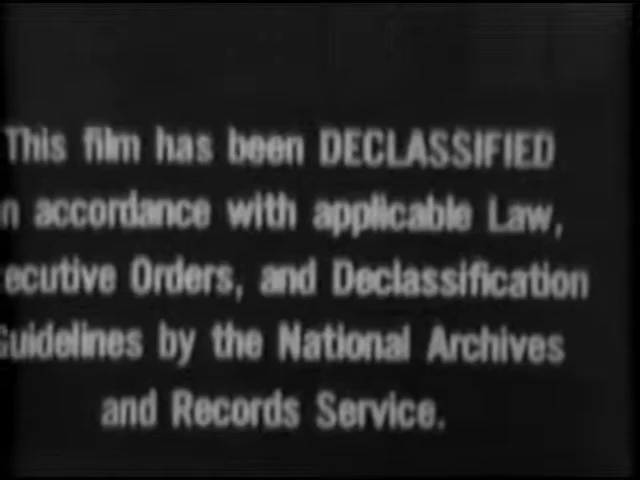 This film has been DECLASSIFIED
n accordance with applicable Law,
ecutive Orders, and Declassification
Guidelines by the National Archives
and Records Service.